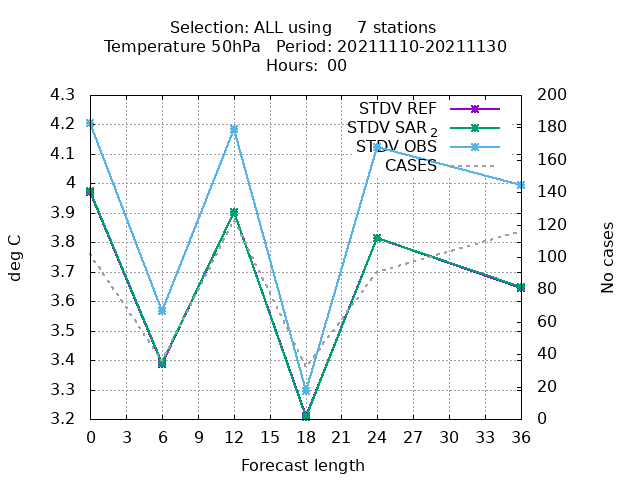 Selection: ALL using 7 stations
Temperature 50hPa Period: 20211110-20211130
Hours: 00
STDV REF
STDV SAR 2
STDV OBS
CASES
4.3
4.2
4.1
4
3.9
3.8
3.7
3.6
3.5
3.4
3.3
3.2
deg C
200
180
160
140
120
100
80
60
40
20
0
No cases
0 3 6 9 12 15 18 21 24 27 30 33 36
Forecast length